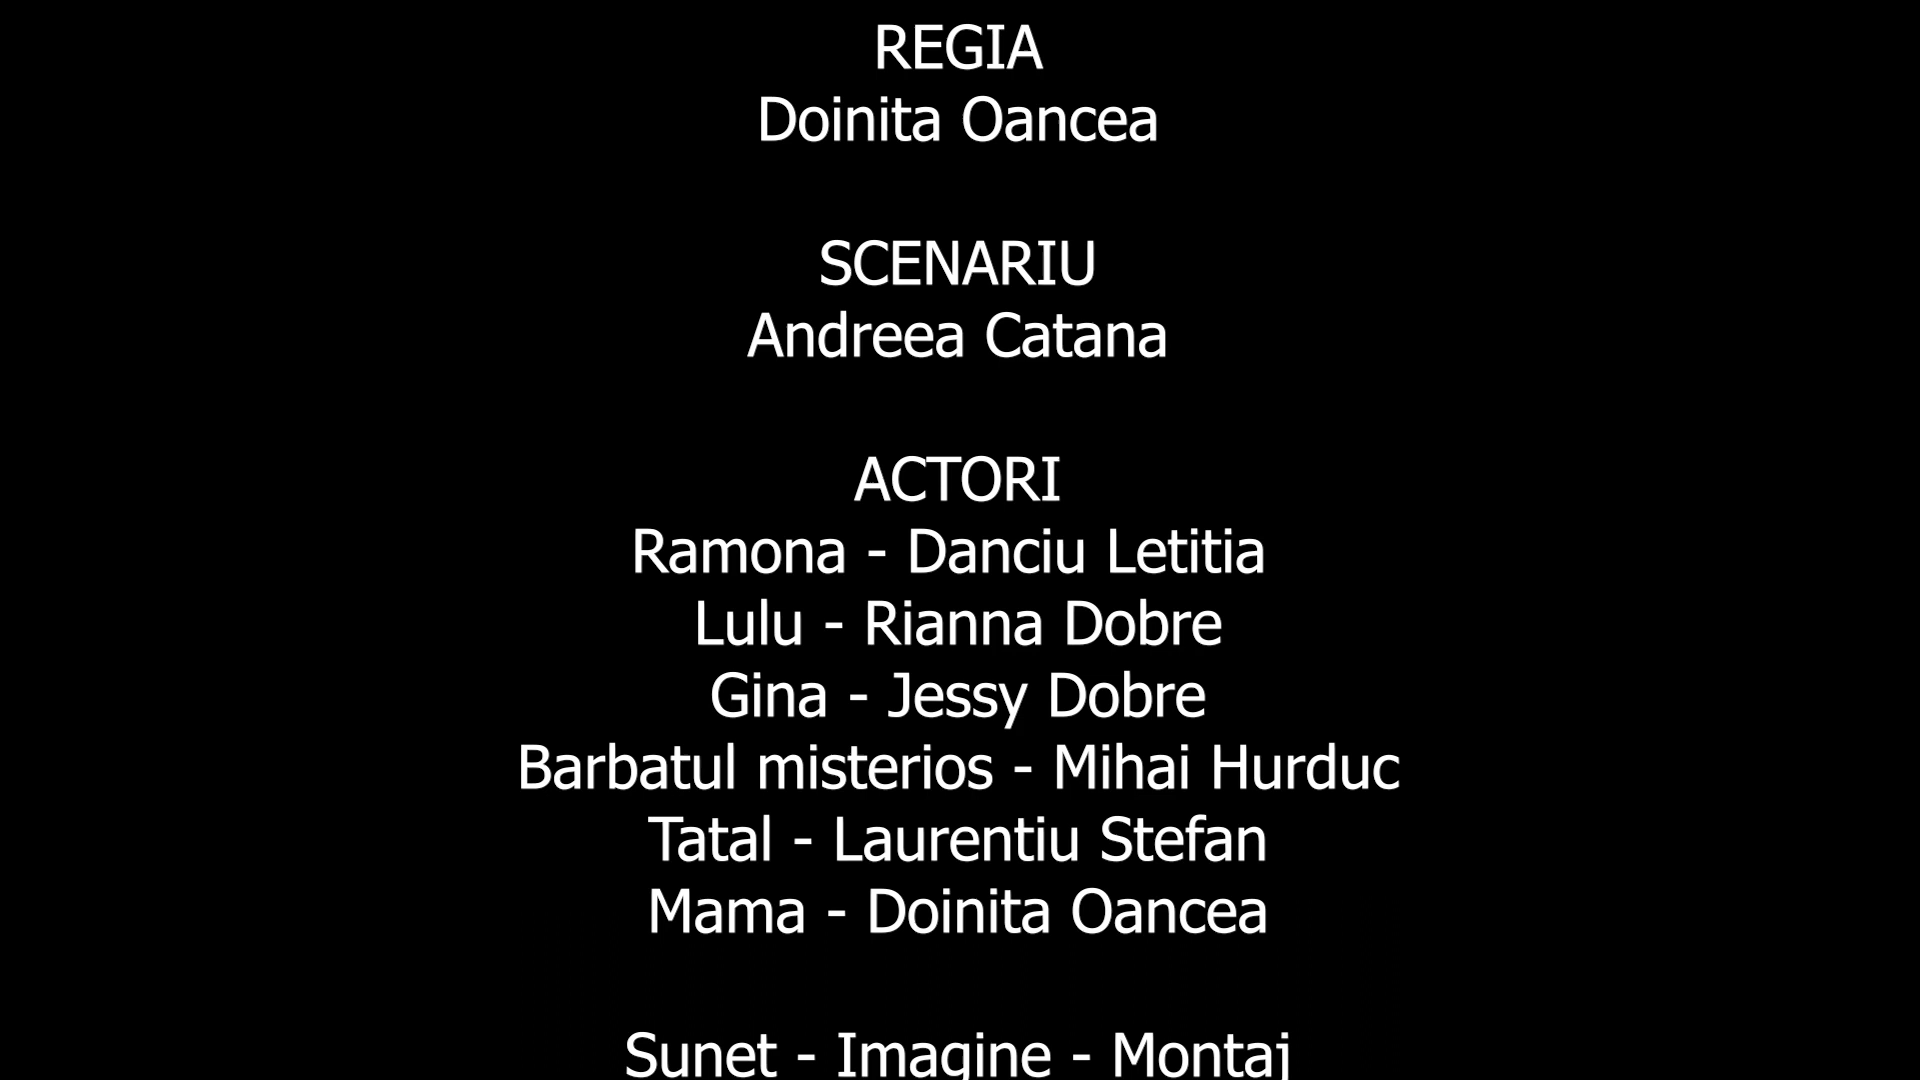 REGIA
Doinita Oancea
SCENARIU
Andreea Catana
ACTORI
Ramona - Danciu Letitia
Lulu - Rianna Dobre
Gina - Jessy Dobre
Barbatul misterios - Mihai Hurduc
Tatal - Laurentiu Stefan
Mama - Doinita Oancea
Sunet - Imagine - Montaj